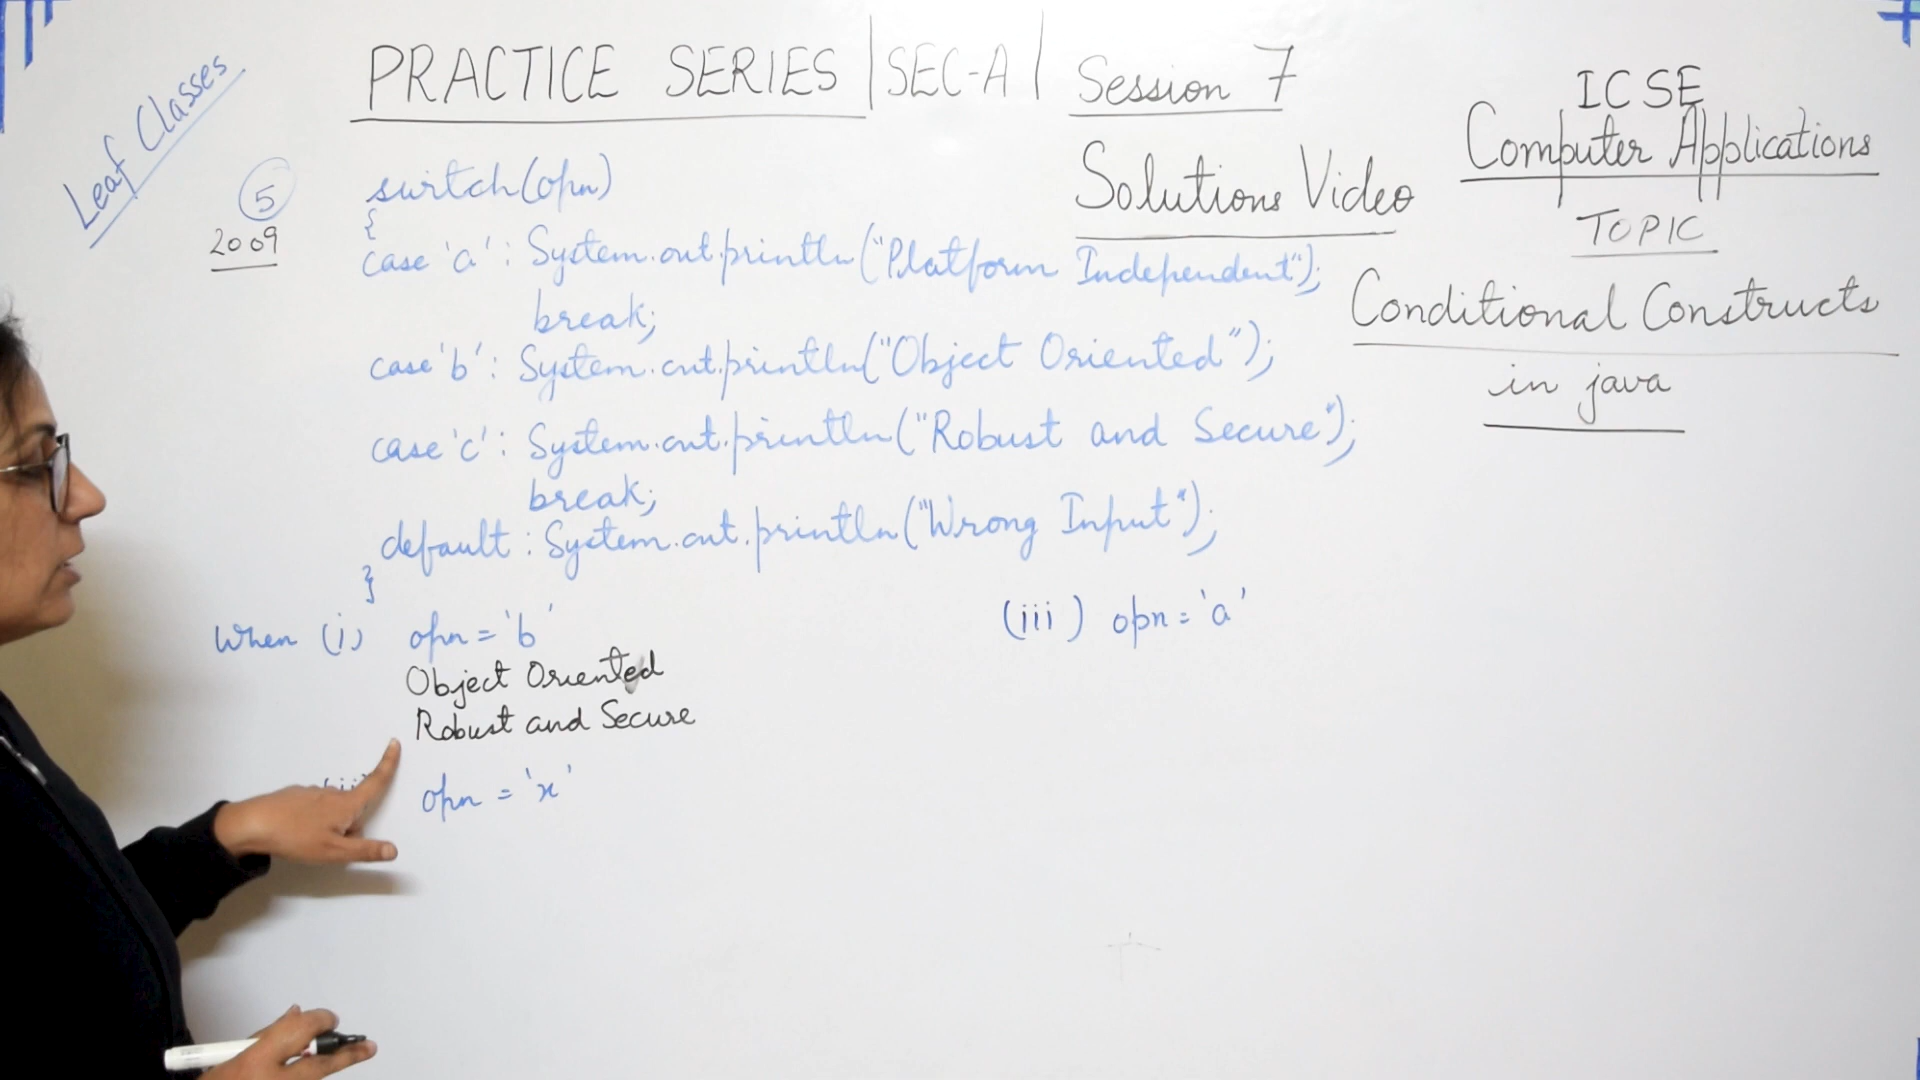 Leaf Classes
PRACTICE SERIES | SEC-A | Session 7
Solutions Video
ICSE
Computer Applications
TOPIC
Conditional Constructs
in java
5
2009
switch(opn)
{
case 'a': System.out.println("Platform Independent");
break;
case 'b': System.out.println("Object Oriented");
case 'c': System.out.println("Robust and Secure");
break;
default: System.out.println("Wrong Input");
}
When (i) opn = 'b'
Object Oriented
Robust and Secure
opn = 'x'
(iii) opn = 'a'